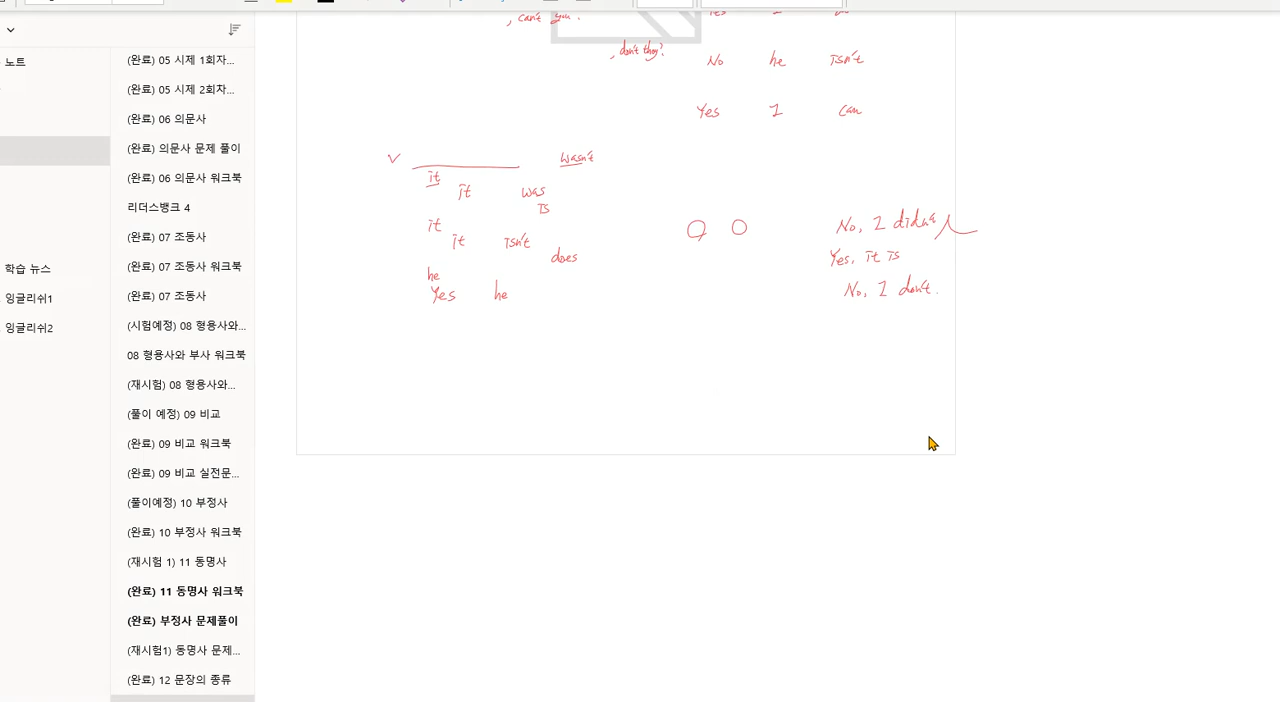 노트
학습 뉴스
잉글리쉬1
잉글리쉬2
(완료) 05 시제 1회차...
(완료) 05 시제 2회차...
(완료) 06 의문사
(완료) 의문사 문제 풀이
(완료) 06 의문사 워크북
리더스뱅크 4
(완료) 07 조동사
(완료) 07 조동사 워크북
(완료) 07 조동사
(시험예정) 08 형용사와...
08 형용사와 부사 워크북
(재시험) 08 형용사와...
(풀이 예정) 09 비교
(완료) 09 비교 워크북
(완료) 09 비교 실전문...
(풀이예정) 10 부정사
(완료) 10 부정사 워크북
(재시험 1) 11 동명사
(완료) 11 동명사 워크북
(완료) 부정사 문제풀이
(재시험1) 동명사 문제...
(완료) 12 문장의 종류
, can't you?
Yes I
, don't they?
No he isn't
Yes I can
wasn't
it
it was
is
it
it isn't
does
he
Yes he
No, I didn't
Yes, it is
No, I don't.